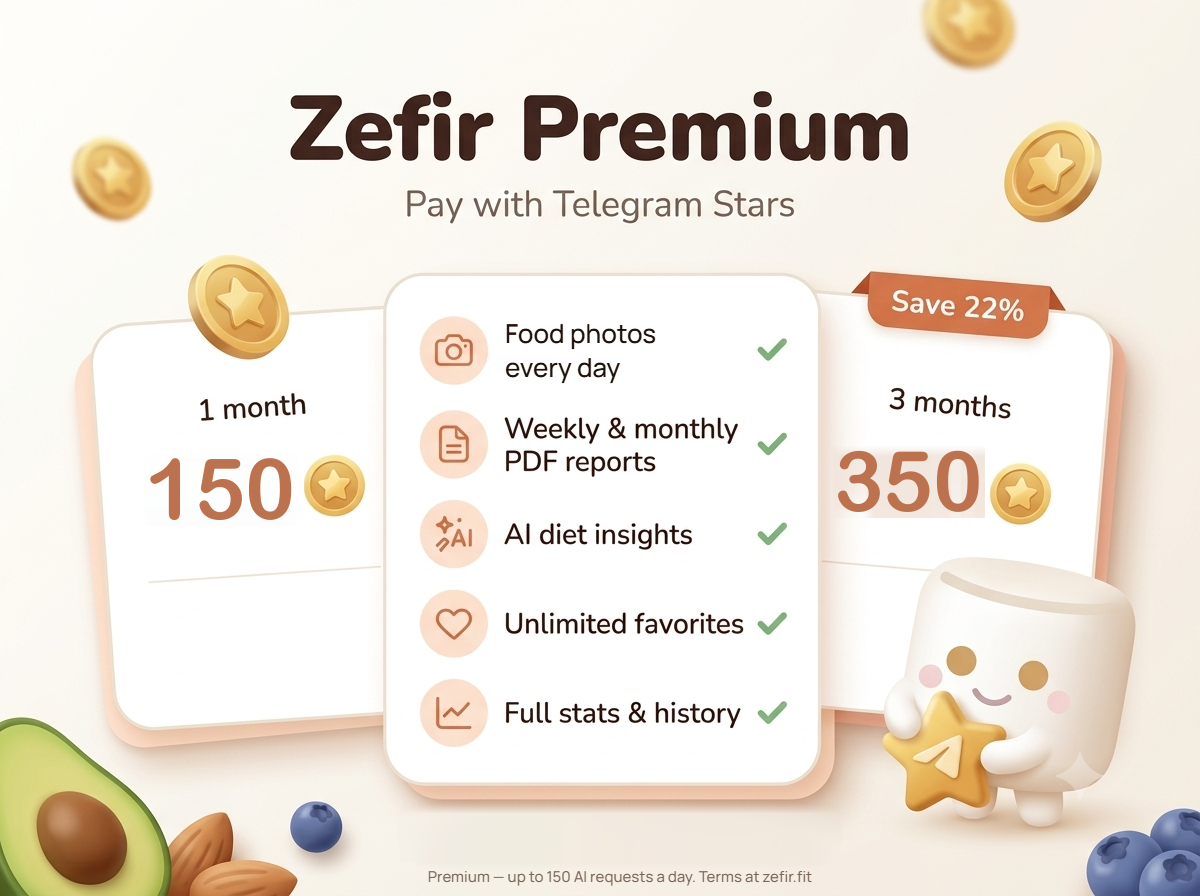 Zefir Premium
Pay with Telegram Stars
1 month
150
Food photos
every day
Weekly & monthly
PDF reports
AI
AI diet insights
Unlimited favorites
Full stats & history
Save 22%
3 months
350
Premium — up to 150 AI requests a day. Terms at zefir.fit